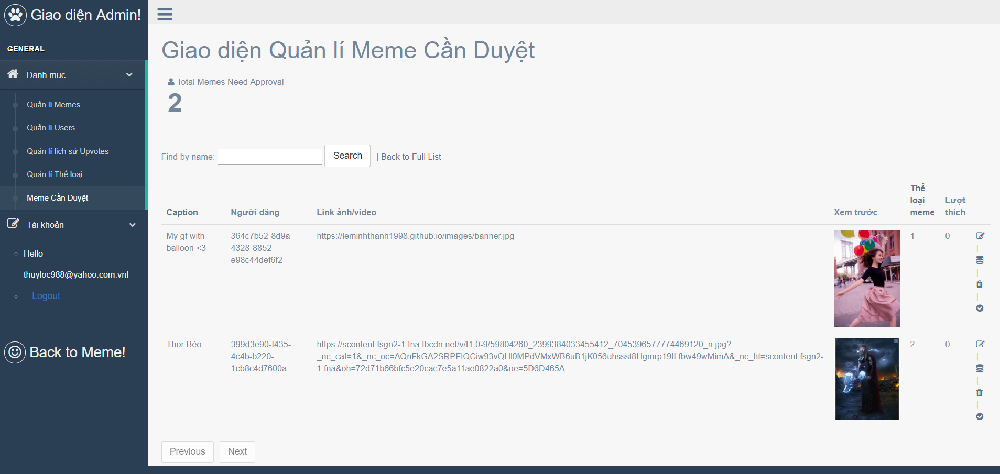 Giao diện Admin!
GENERAL
Danh mục
Quản lí Memes
Quản lí Users
Quản lí lịch sử Upvotes
Quản lí Thể loại
Meme Cần Duyệt
Tài khoản
Hello
thuyloc988@yahoo.com.vn!
Logout
Back to Meme!
Giao diện Quản lí Meme Cần Duyệt
Total Memes Need Approval
2
Find by name: Search | Back to Full List
Caption Người đăng Link ảnh/video Xem trước Thể loại meme Lượt thích
My gf with
balloon <3
364c7b52-8d9a-
4328-8852-
e98c44def6f2
https://leminhthanh1998.github.io/images/banner.jpg
1
0
|
|
|
Thor Béo
399d3e90-f435-
4c4b-b220-
1cb8c4d7600a
https://scontent.fsgn2-1.fna.fbcdn.net/v/t1.0-9/59804260_2399384033455412_7045396577774469120_n.jpg?
_nc_cat=1&_nc_oc=AQnFkGA2SRPFIQCiw93vQHl0MPdVMxWB6uB1jK056uhssst8Hgmrp19ILfbw49wMimA&_nc_ht=scontent.fsgn2-
1.fna&oh=72d71b66bfc5e20cac7e5a11ae0822a0&oe=5D6D465A
2
0
|
|
|
Previous
Next